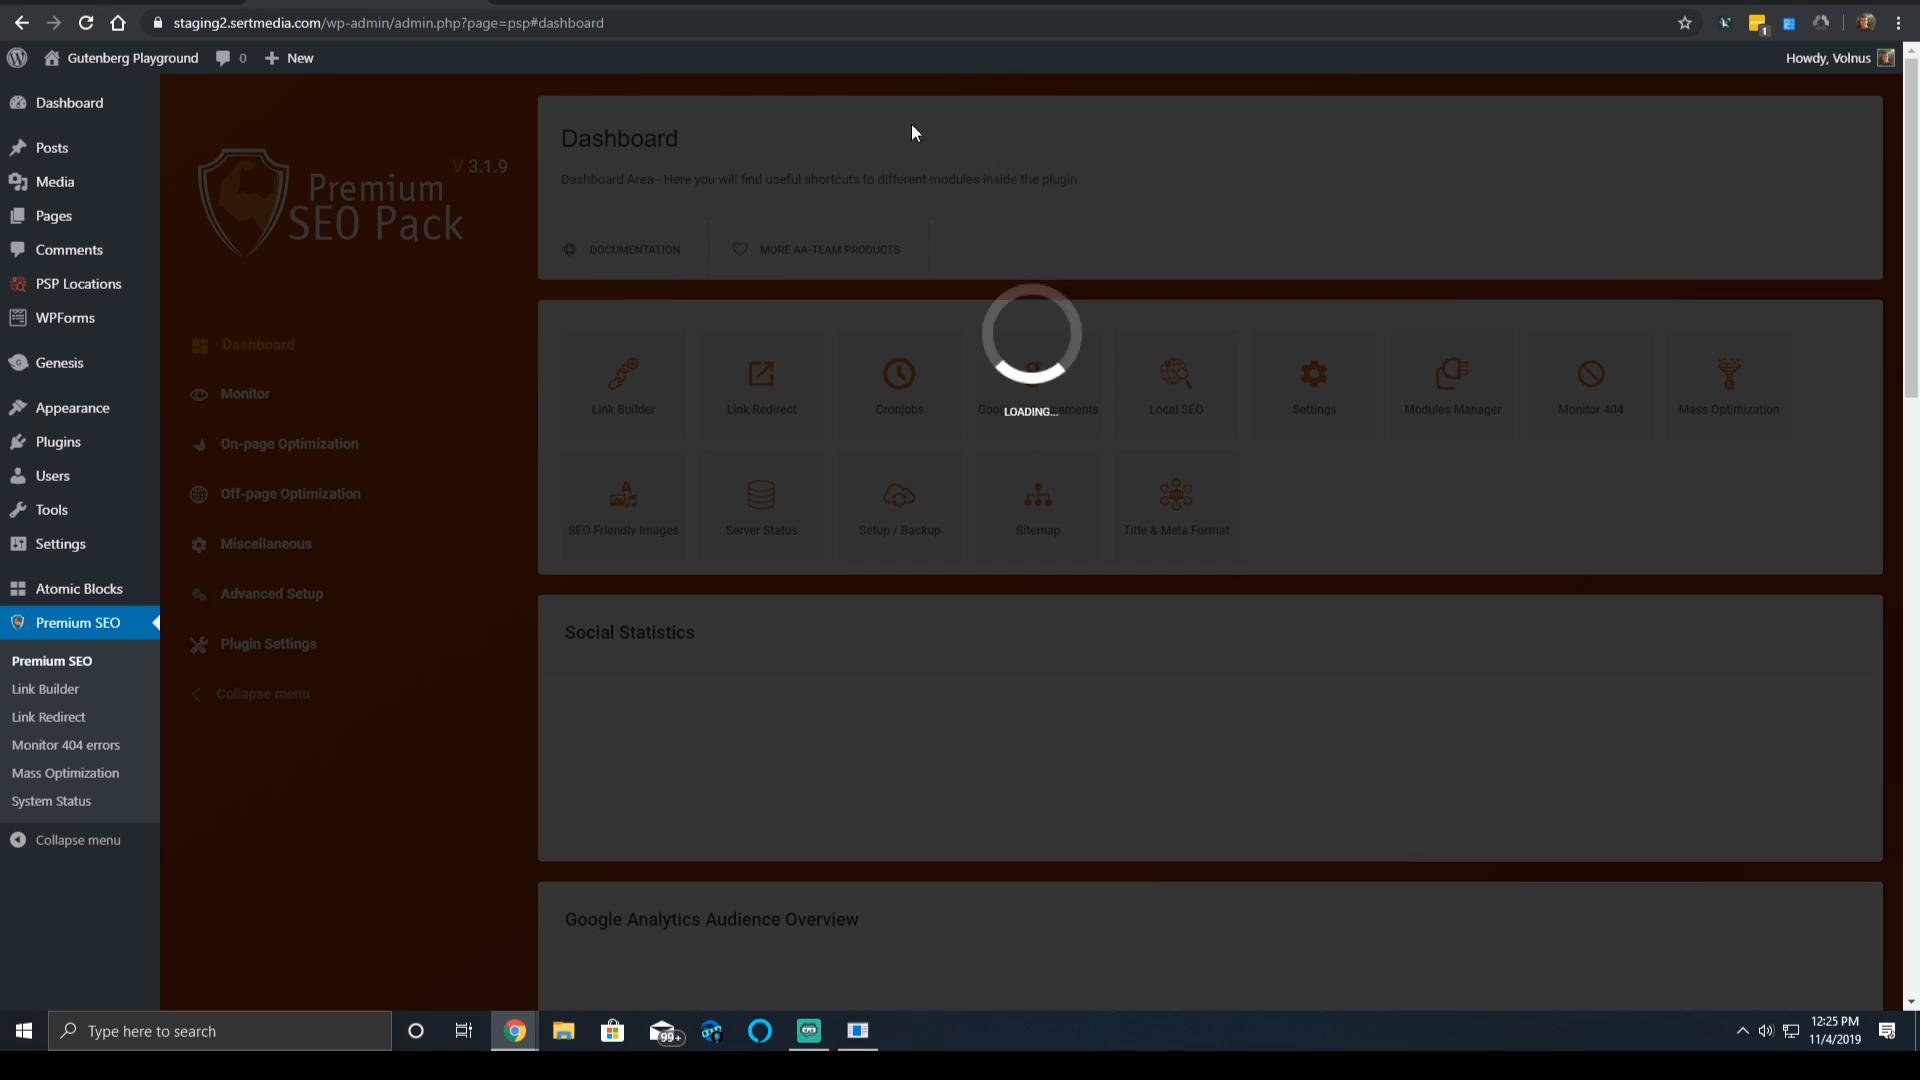 staging2.sertmedia.com/wp-admin/admin.php?page=psp#dashboard
1
Gutenberg Playground
0
New
Howdy, Volnus
Dashboard
Posts
Media
Pages
Comments
PSP Locations
WPForms
Genesis
Appearance
Plugins
Users
Tools
Settings
Atomic Blocks
Premium SEO
Premium SEO
Link Builder
Link Redirect
Monitor 404 errors
Mass Optimization
System Status
Collapse menu
V 3.1.9
Premium
SEO Pack
Dashboard
Monitor
On-page Optimization
Off-page Optimization
Miscellaneous
Advanced Setup
Plugin Settings
Collapse menu
Dashboard
Dashboard Area - Here you will find useful shortcuts to different modules inside the plugin.
DOCUMENTATION
MORE AA-TEAM PRODUCTS
LOADING...
Link Builder
Link Redirect
Cronjobs
Local SEO
Settings
Modules Manager
Monitor 404
Mass Optimization
SEO Friendly Images
Server Status
Setup / Backup
Sitemap
Title & Meta Format
Social Statistics
Google Analytics Audience Overview
Type here to search
99+
12:25 PM
11/4/2019